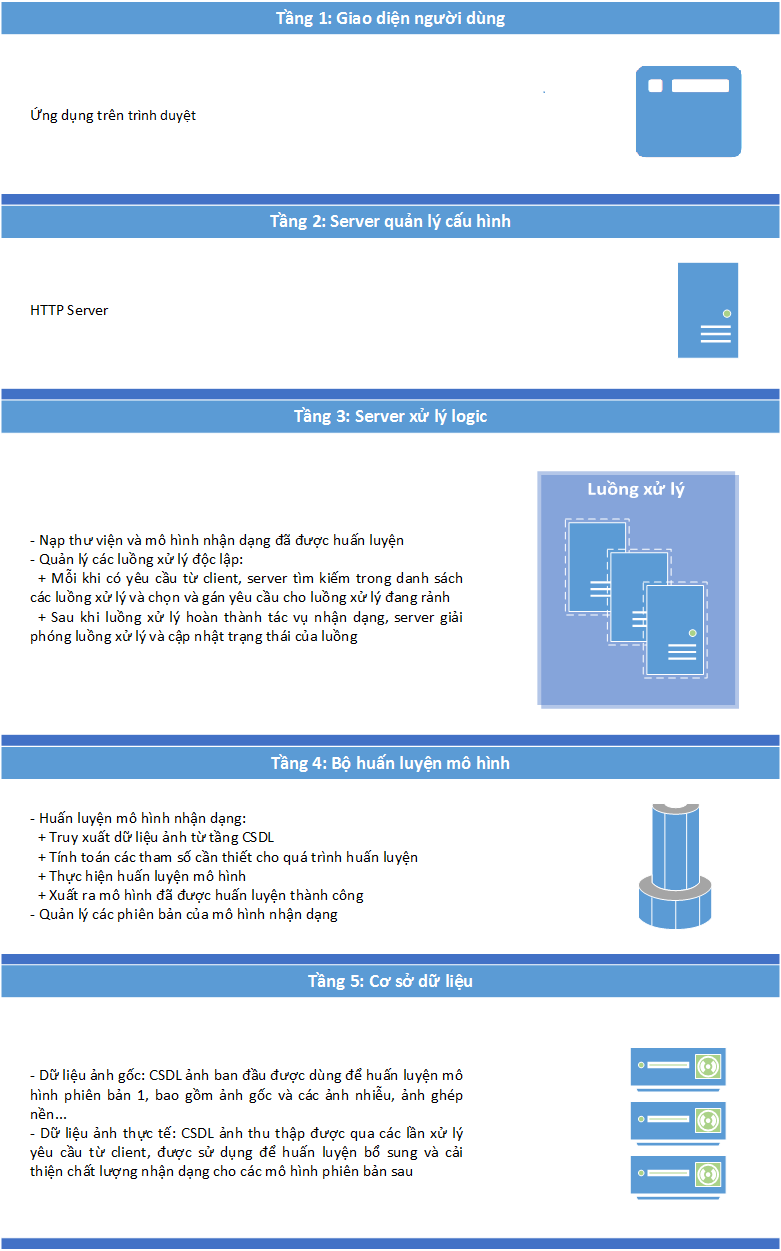 Tầng 1: Giao diện người dùng
Ứng dụng trên trình duyệt
Tầng 2: Server quản lý cấu hình
HTTP Server
Tầng 3: Server xử lý logic
Luồng xử lý
- Nạp thư viện và mô hình nhận dạng đã được huấn luyện
- Quản lý các luồng xử lý độc lập:
+ Mỗi khi có yêu cầu từ client, server tìm kiếm trong danh sách
các luồng xử lý và chọn và gán yêu cầu cho luồng xử lý đang rảnh
+ Sau khi luồng xử lý hoàn thành tác vụ nhận dạng, server giải
phóng luồng xử lý và cập nhật trạng thái của luồng
Tầng 4: Bộ huấn luyện mô hình
- Huấn luyện mô hình nhận dạng:
+ Truy xuất dữ liệu ảnh từ tầng CSDL
+ Tính toán các tham số cần thiết cho quá trình huấn luyện
+ Thực hiện huấn luyện mô hình
+ Xuất ra mô hình đã được huấn luyện thành công
- Quản lý các phiên bản của mô hình nhận dạng
Tầng 5: Cơ sở dữ liệu
- Dữ liệu ảnh gốc: CSDL ảnh ban đầu được dùng để huấn luyện mô
hình phiên bản 1, bao gồm ảnh gốc và các ảnh nhiễu, ảnh ghép
nền...
- Dữ liệu ảnh thực tế: CSDL ảnh thu thập được qua các lần xử lý
yêu cầu từ client, được sử dụng để huấn luyện bổ sung và cải
thiện chất lượng nhận dạng cho các mô hình phiên bản sau